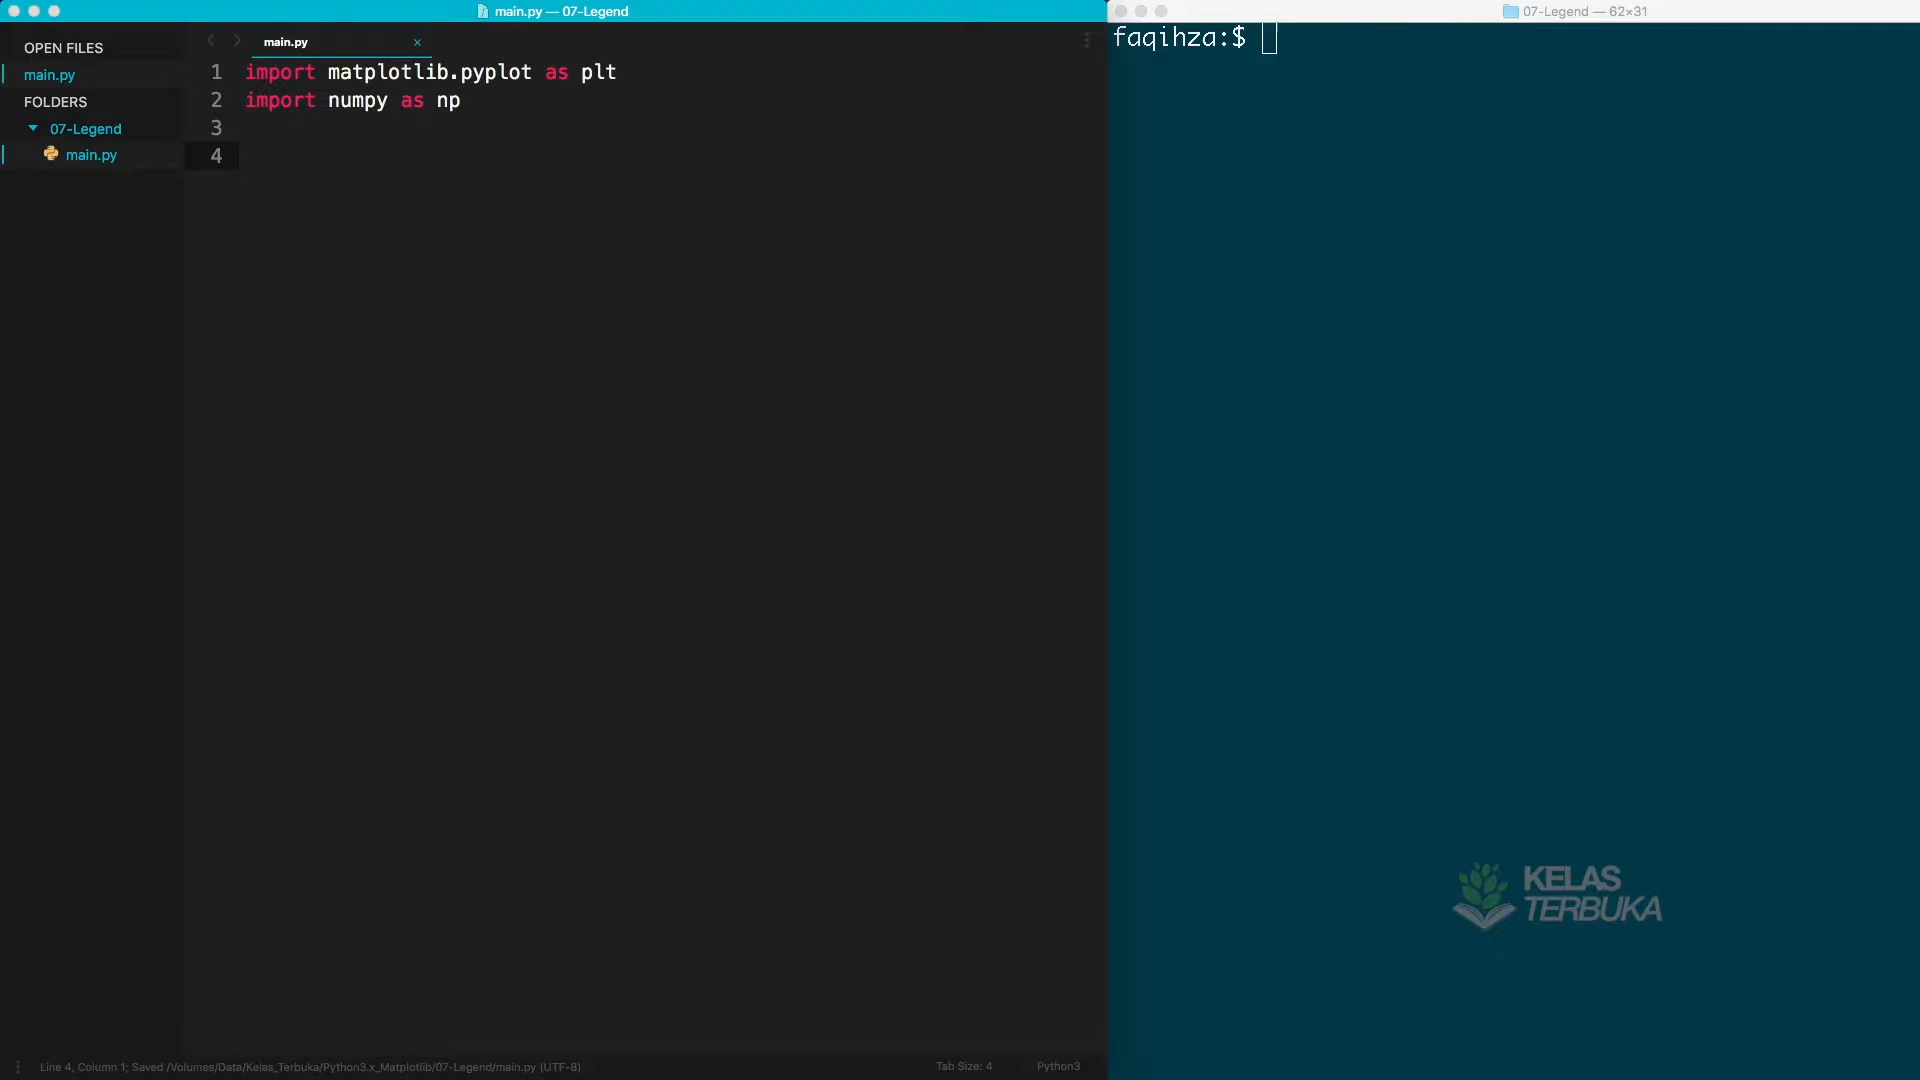 main.py — 07-Legend
07-Legend — 62×31
OPEN FILES
main.py
FOLDERS
07-Legend
main.py
main.py ×
1 import matplotlib.pyplot as plt
2 import numpy as np
3
4
faqihza:$
KELAS
TERBUKA
Line 4, Column 1; Saved /Volumes/Data/Kelas_Terbuka/Python3.x_Matplotlib/07-Legend/main.py (UTF-8)
Tab Size: 4
Python3